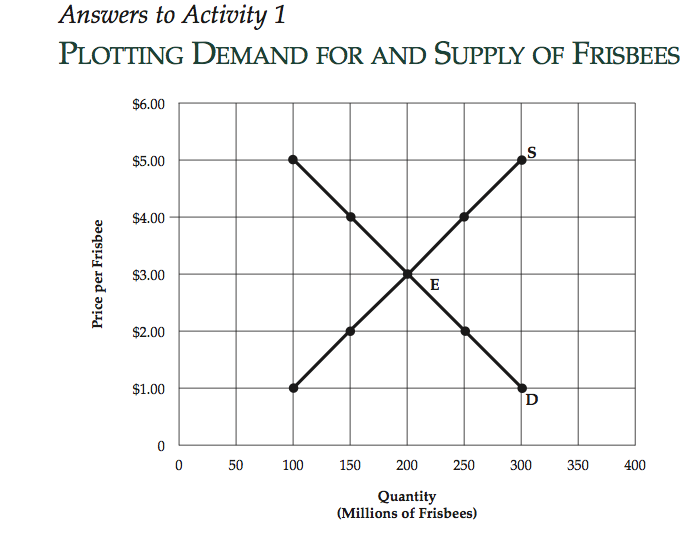 Answers to Activity 1
PLOTTING DEMAND FOR AND SUPPLY OF FRISBEES
$6.00
$5.00
S
$4.00
Price per Frisbee
$3.00
E
$2.00
$1.00
D
0
0 50 100 150 200 250 300 350 400
Quantity
(Millions of Frisbees)